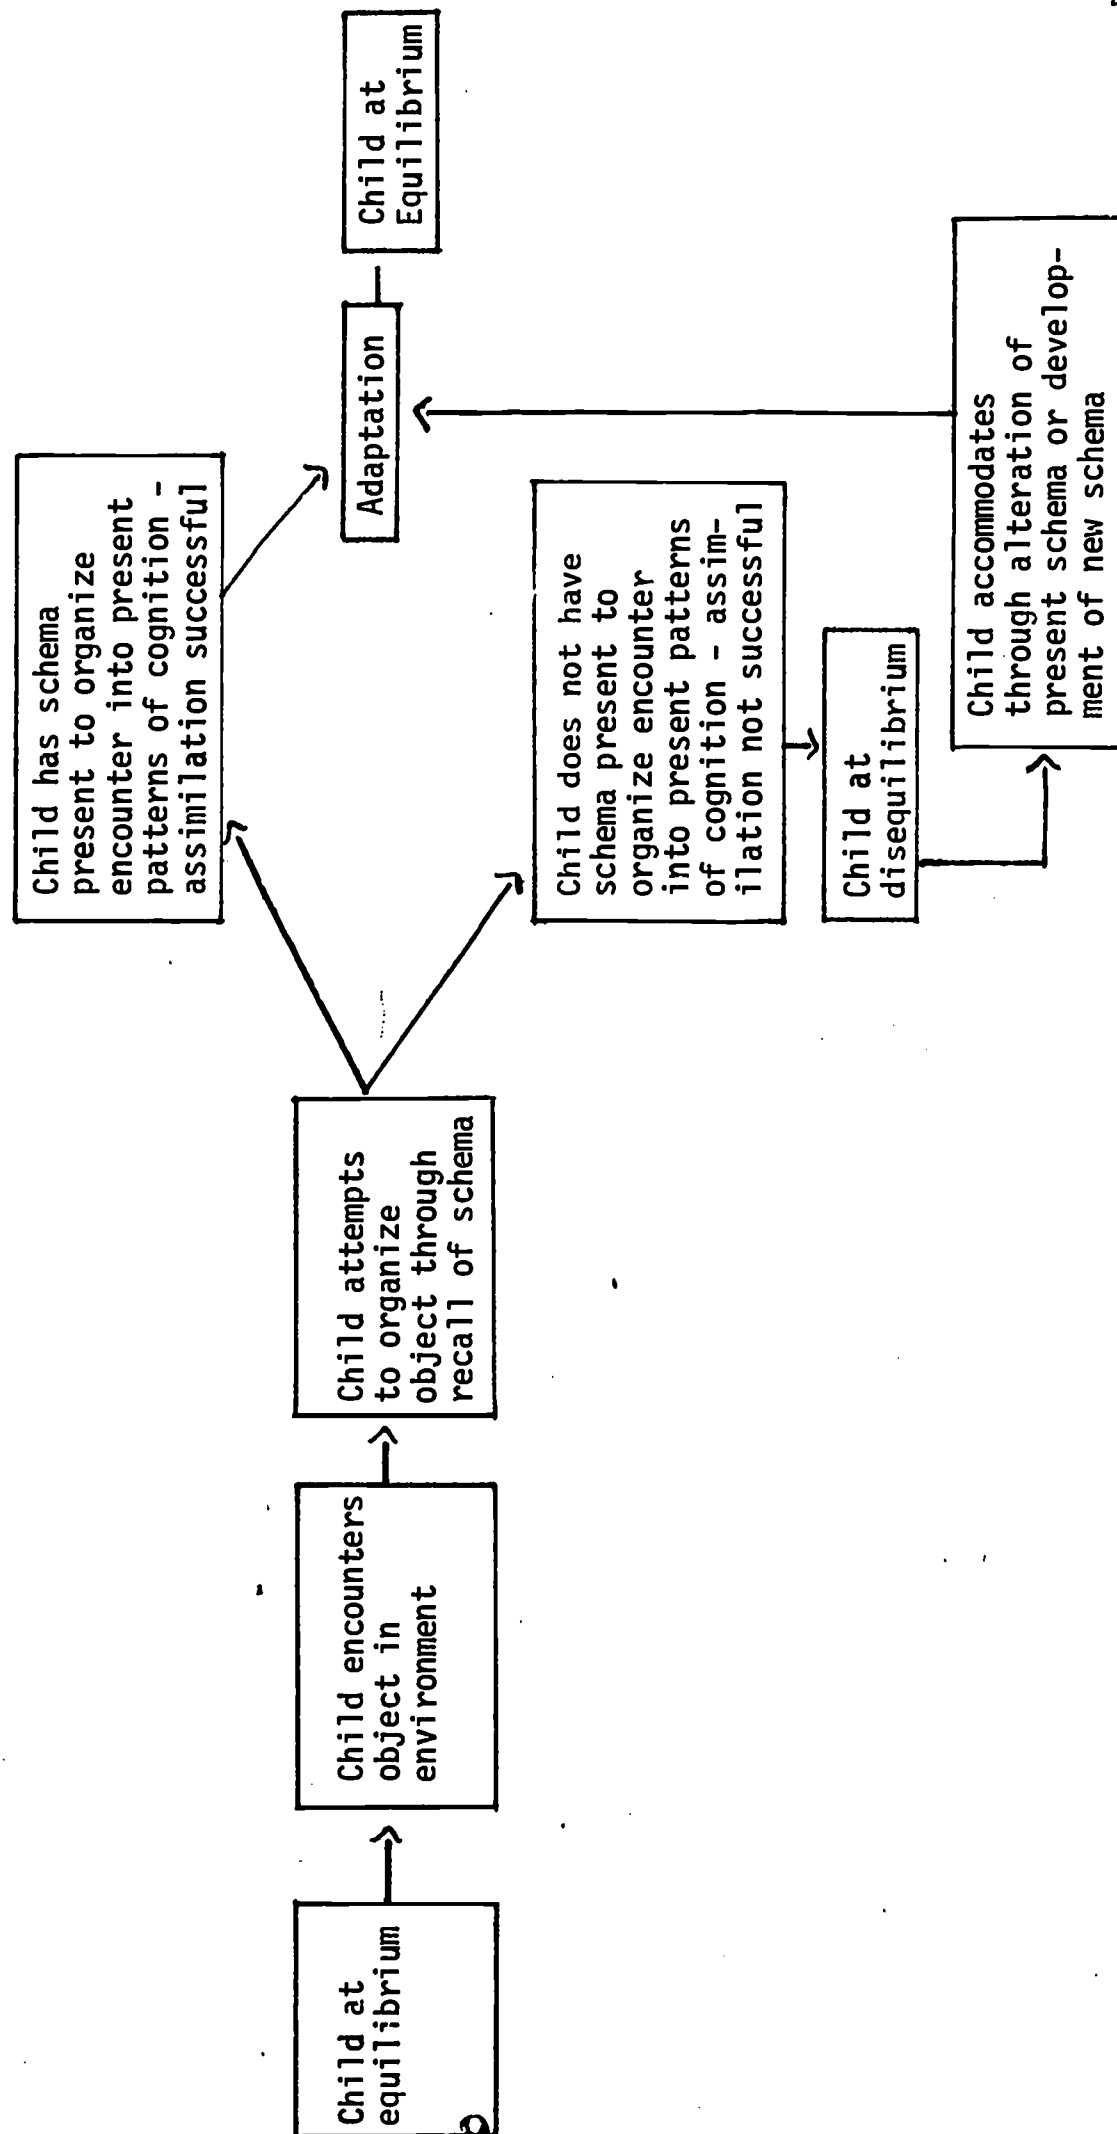 Child at
equilibrium
Child encounters
object in
environment
Child attempts
to organize
object through
recall of schema
Child has schema
present to organize
encounter into present
patterns of cognition -
assimilation successful
Child does not have
schema present to
organize encounter
into present patterns
of cognition - assim-
ilation not successful
Child at
disequilibrium
Child accommodates
through alteration of
present schema or develop-
ment of new schema
Adaptation
Child at
Equilibrium